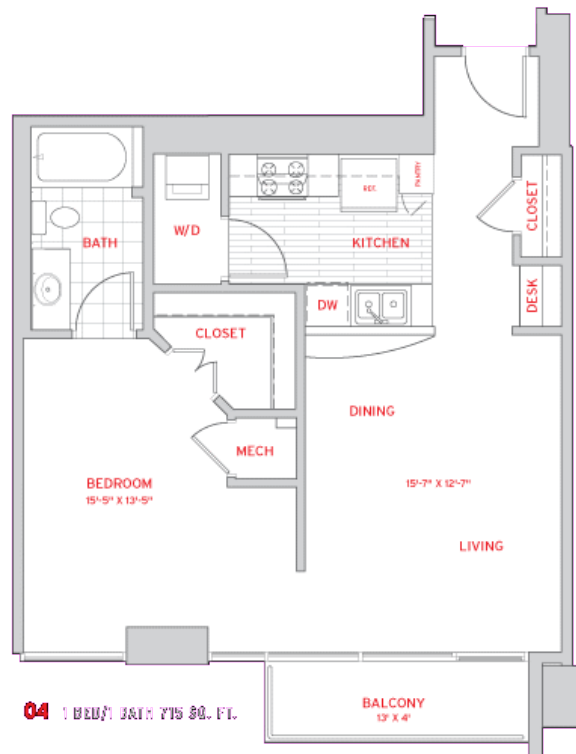 PANTRY
REF.
CLOSET
W/D
BATH
KITCHEN
DESK
DW
CLOSET
DINING
MECH
BEDROOM
15'-5" X 13'-5"
15'-7" X 12'-7"
LIVING
BALCONY
13' X 4'
04 1 BED/1 BATH 715 SQ. FT.